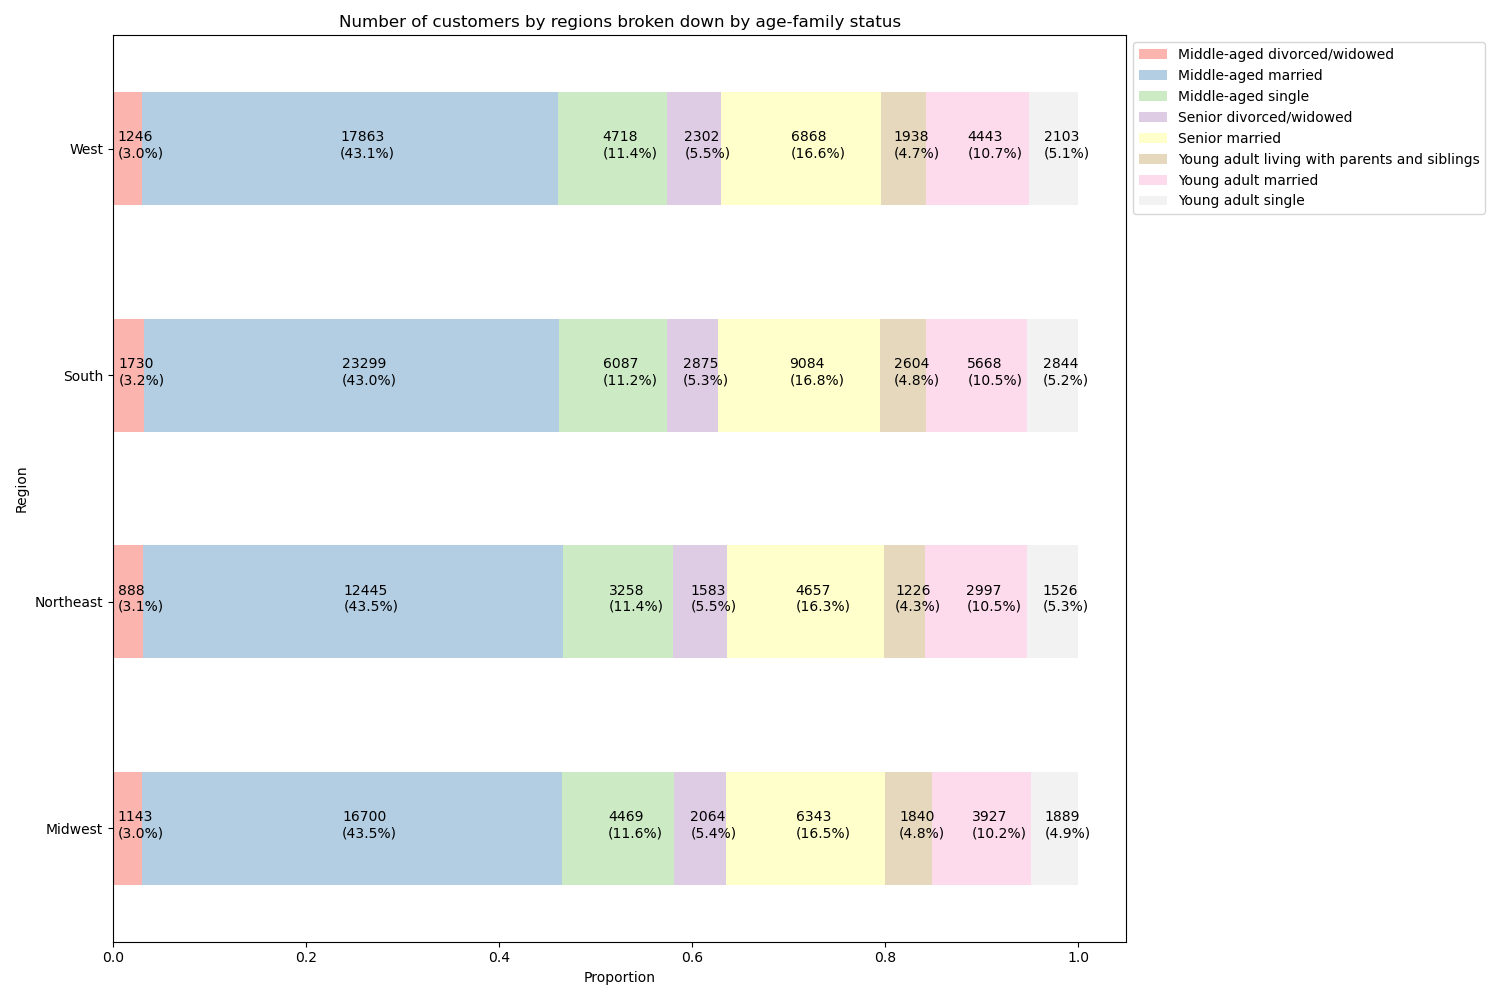 Number of customers by regions broken down by age-family status
Middle-aged divorced/widowed
Middle-aged married
Middle-aged single
Senior divorced/widowed
Senior married
Young adult living with parents and siblings
Young adult married
Young adult single
Region
West
1246 17863 4718 2302 6868 1938 4443 2103
(3.0%) (43.1%) (11.4%) (5.5%) (16.6%) (4.7%) (10.7%) (5.1%)
South
1730 23299 6087 2875 9084 2604 5668 2844
(3.2%) (43.0%) (11.2%) (5.3%) (16.8%) (4.8%) (10.5%) (5.2%)
Northeast
888 12445 3258 1583 4657 1226 2997 1526
(3.1%) (43.5%) (11.4%) (5.5%) (16.3%) (4.3%) (10.5%) (5.3%)
Midwest
1143 16700 4469 2064 6343 1840 3927 1889
(3.0%) (43.5%) (11.6%) (5.4%) (16.5%) (4.8%) (10.2%) (4.9%)
0.0 0.2 0.4 0.6 0.8 1.0
Proportion